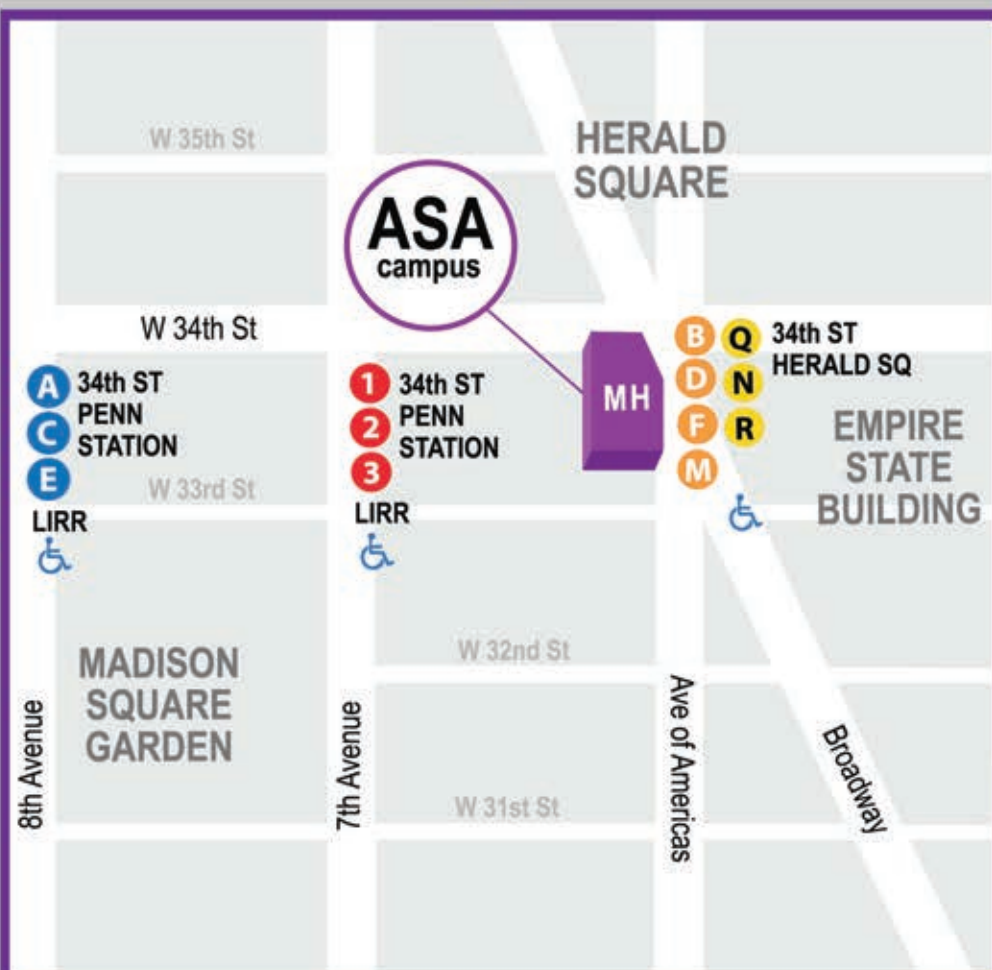 W 35th St
HERALD
SQUARE
ASA
campus
W 34th St
A
C
E
34th ST
PENN
STATION
LIRR
1
2
3
34th ST
PENN
STATION
LIRR
MH
B
D
F
M
Q
N
R
34th ST
HERALD SQ
EMPIRE
STATE
BUILDING
W 33rd St
MADISON
SQUARE
GARDEN
W 32nd St
W 31st St
8th Avenue
7th Avenue
Ave of Americas
Broadway